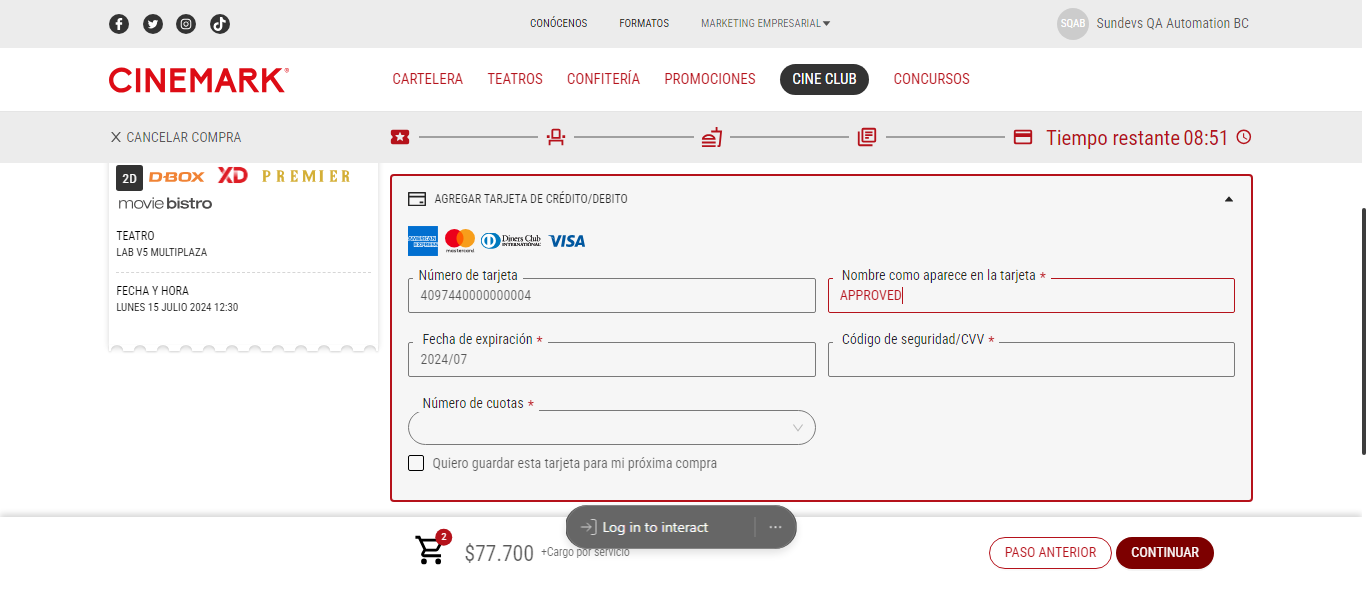 CONÓCENOS FORMATOS MARKETING EMPRESARIAL
SQAB Sundevs QA Automation BC
CINEMARK®
CARTELERA TEATROS CONFITERÍA PROMOCIONES CINE CLUB CONCURSOS
X CANCELAR COMPRA
Tiempo restante 08:51
2D D-BOX XD PREMIER
movie bistro
TEATRO
LAB V5 MULTIPLAZA
FECHA Y HORA
LUNES 15 JULIO 2024 12:30
AGREGAR TARJETA DE CRÉDITO/DEBITO
AMERICAN EXPRESS mastercard Diners Club INTERNATIONAL VISA
Número de tarjeta
4097440000000004
Nombre como aparece en la tarjeta *
APPROVED
Fecha de expiración *
2024/07
Código de seguridad/CVV *
Número de cuotas *
Quiero guardar esta tarjeta para mi próxima compra
Log in to interact ...
2
$77.700 +Cargo por servicio
PASO ANTERIOR CONTINUAR